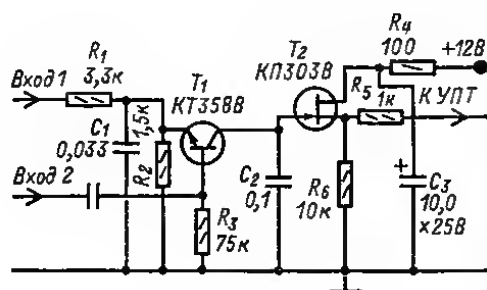 R4
100
+12В
T2
КП303В
R1
3,3к
Вход 1
T1
КТ358В
R5
1к
К УПТ
C1
0,033
1,5к
R2
Вход 2
C2
0,1
R6
10к
+
C3
10,0
×25В
R3
75к